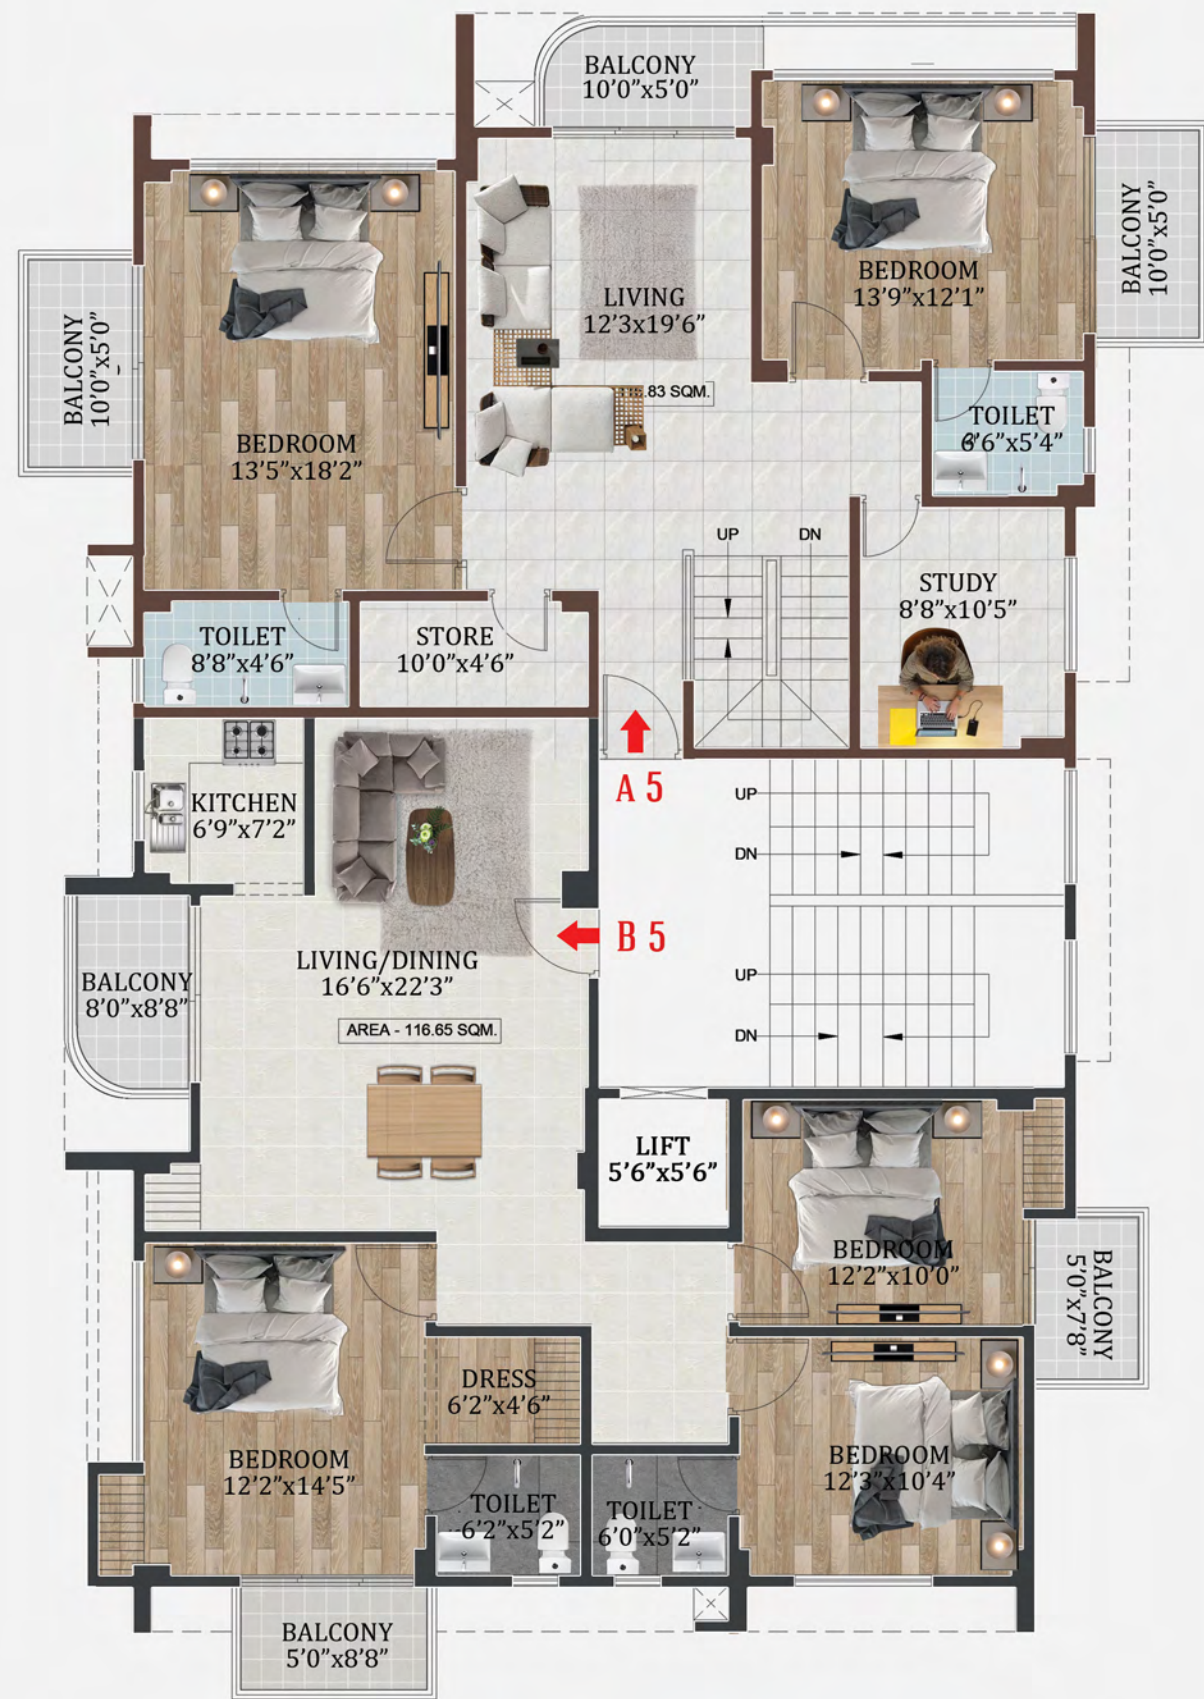 BALCONY
10’0”x5’0”
BEDROOM
13’9”x12’1”
BALCONY
10’0”x5’0”
LIVING
12’3x19’6”
.83 SQM.
BALCONY
10’0”x5’0”
BEDROOM
13’5”x18’2”
TOILET
6’6”x5’4”
UP
DN
STUDY
8’8”x10’5”
TOILET
8’8”x4’6”
STORE
10’0”x4’6”
A 5
KITCHEN
6’9”x7’2”
UP
DN
B 5
LIVING/DINING
16’6”x22’3”
AREA - 116.65 SQM.
BALCONY
8’0”x8’8”
UP
DN
LIFT
5’6”x5’6”
BEDROOM
12’2”x10’0”
BALCONY
5’0”x7’8”
DRESS
6’2”x4’6”
BEDROOM
12’2”x14’5”
BEDROOM
12’3”x10’4”
TOILET
6’2”x5’2”
TOILET
6’0”x5’2”
BALCONY
5’0”x8’8”